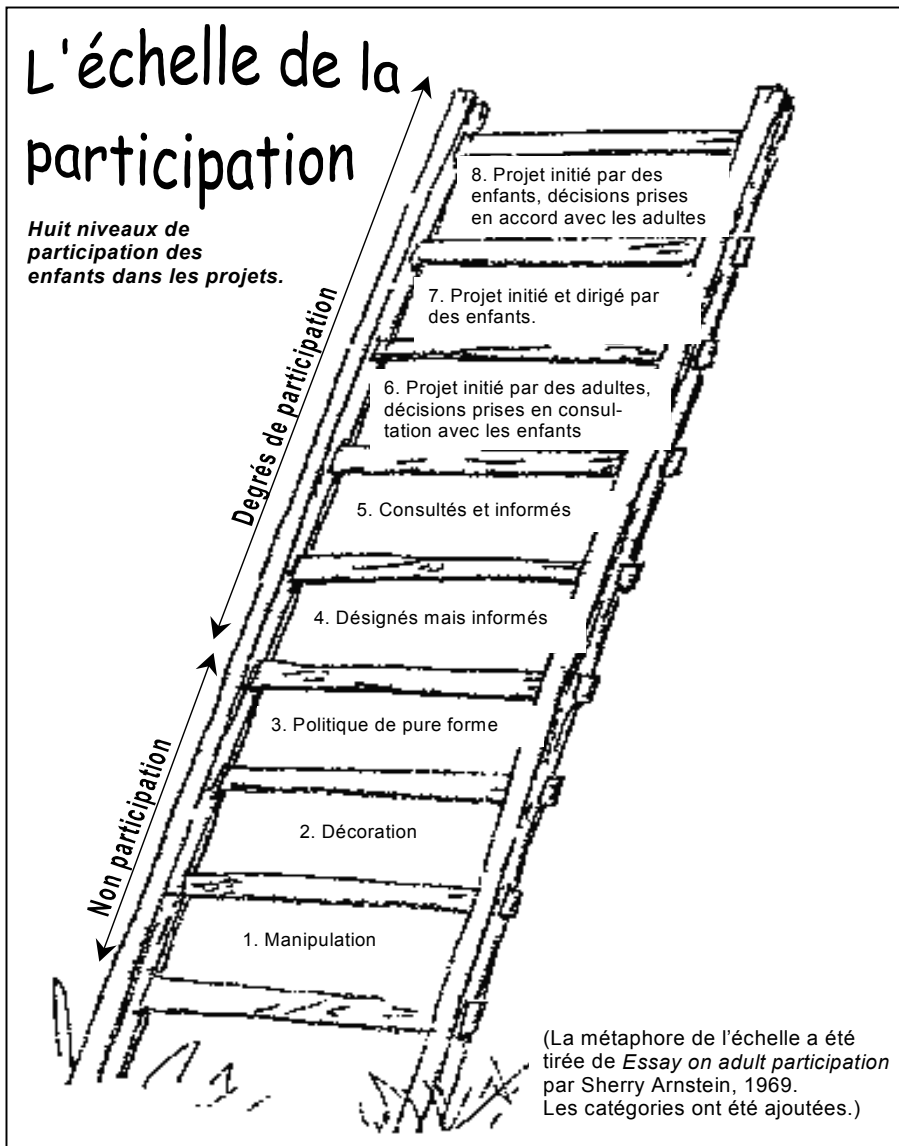 L'échelle de la
participation
Huit niveaux de
participation des
enfants dans les projets.
Degrés de participation
Non participation
8. Projet initié par des
enfants, décisions prises
en accord avec les adultes
7. Projet initié et dirigé par
des enfants.
6. Projet initié par des adultes,
décisions prises en consul-
tation avec les enfants
5. Consultés et informés
4. Désignés mais informés
3. Politique de pure forme
2. Décoration
1. Manipulation
(La métaphore de l'échelle a été
tirée de Essay on adult participation
par Sherry Arnstein, 1969.
Les catégories ont été ajoutées.)